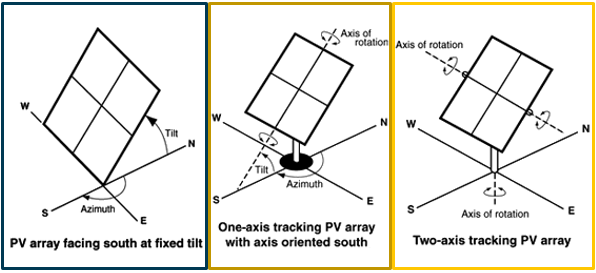 W
N
Tilt
S
Azimuth
E
PV array facing south at fixed tilt
Axis of
rotation
W
N
Tilt
Azimuth
S
E
One-axis tracking PV array
with axis oriented south
Axis of rotation
W
N
S
E
Axis of rotation
Two-axis tracking PV array